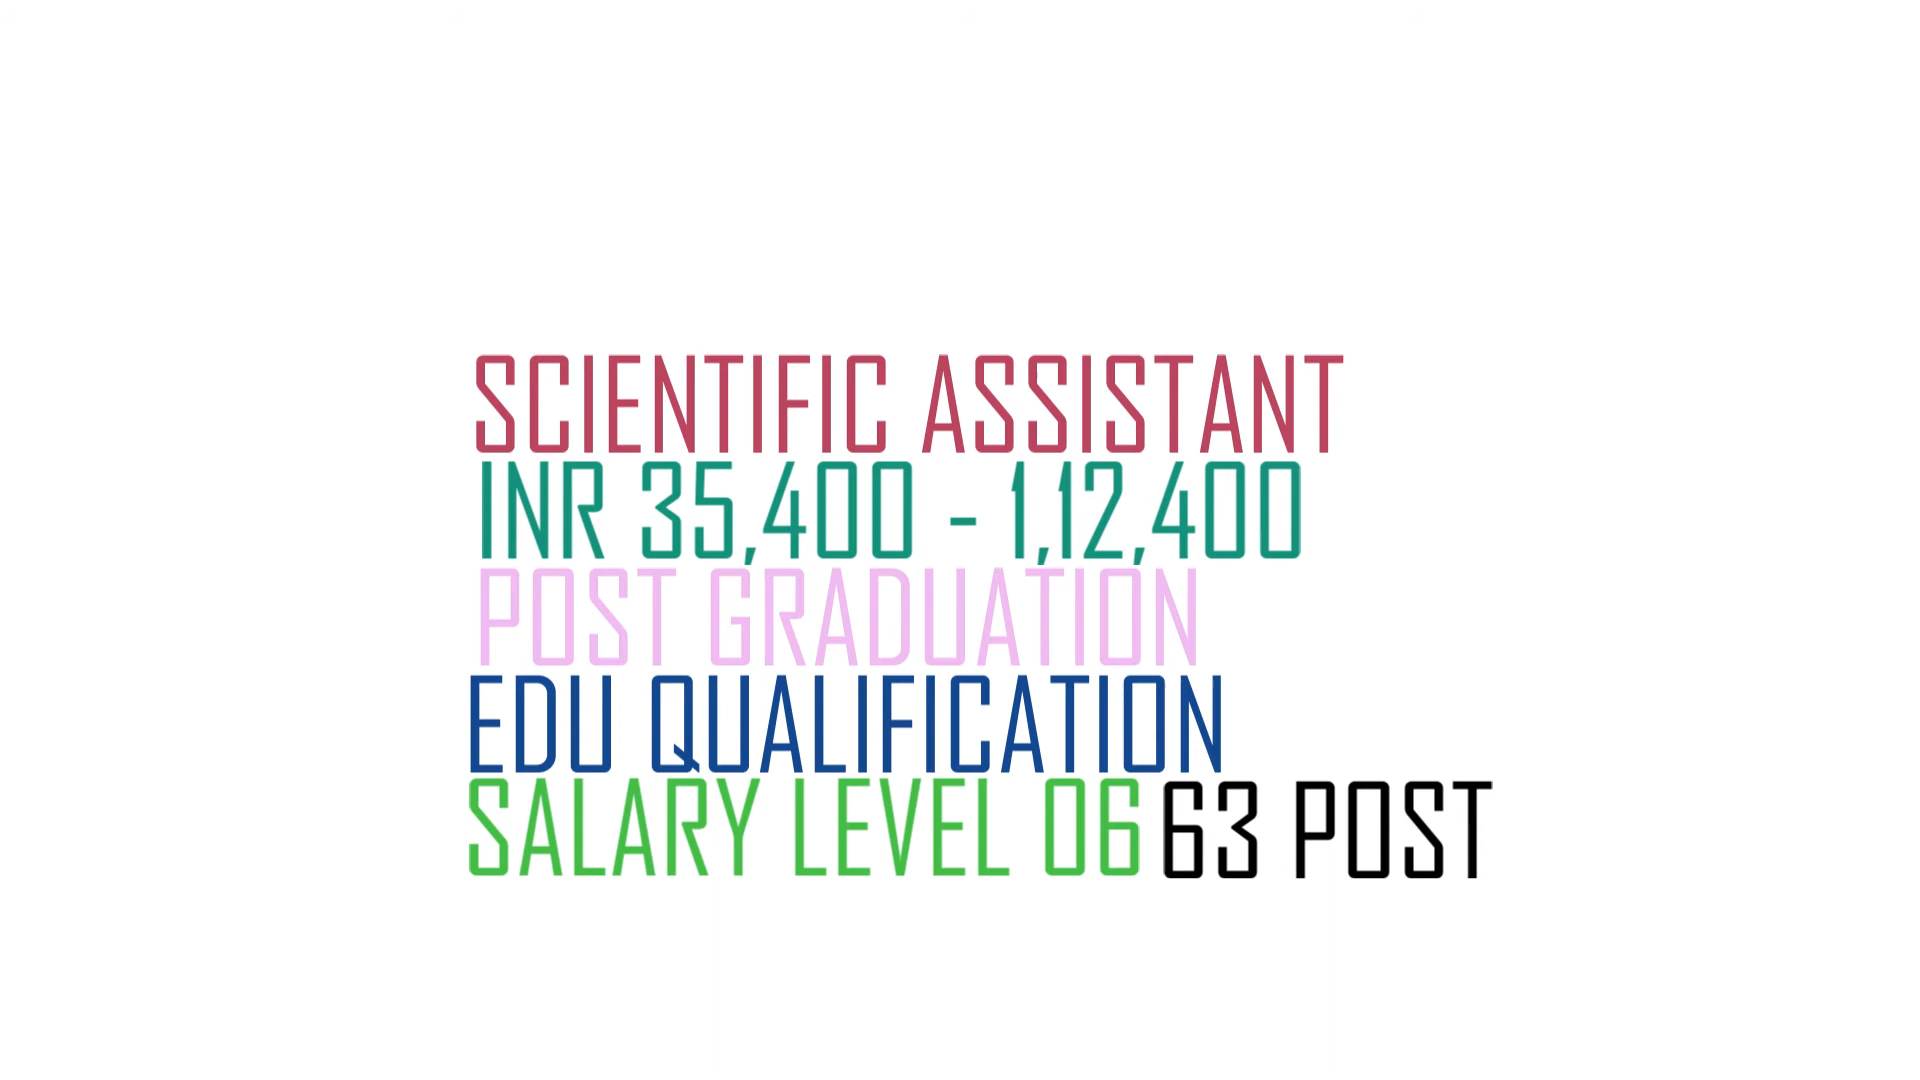 SCIENTIFIC ASSISTANT
INR 35,400 - 1,12,400
POST GRADUATION
EDU QUALIFICATION
SALARY LEVEL 06 63 POST